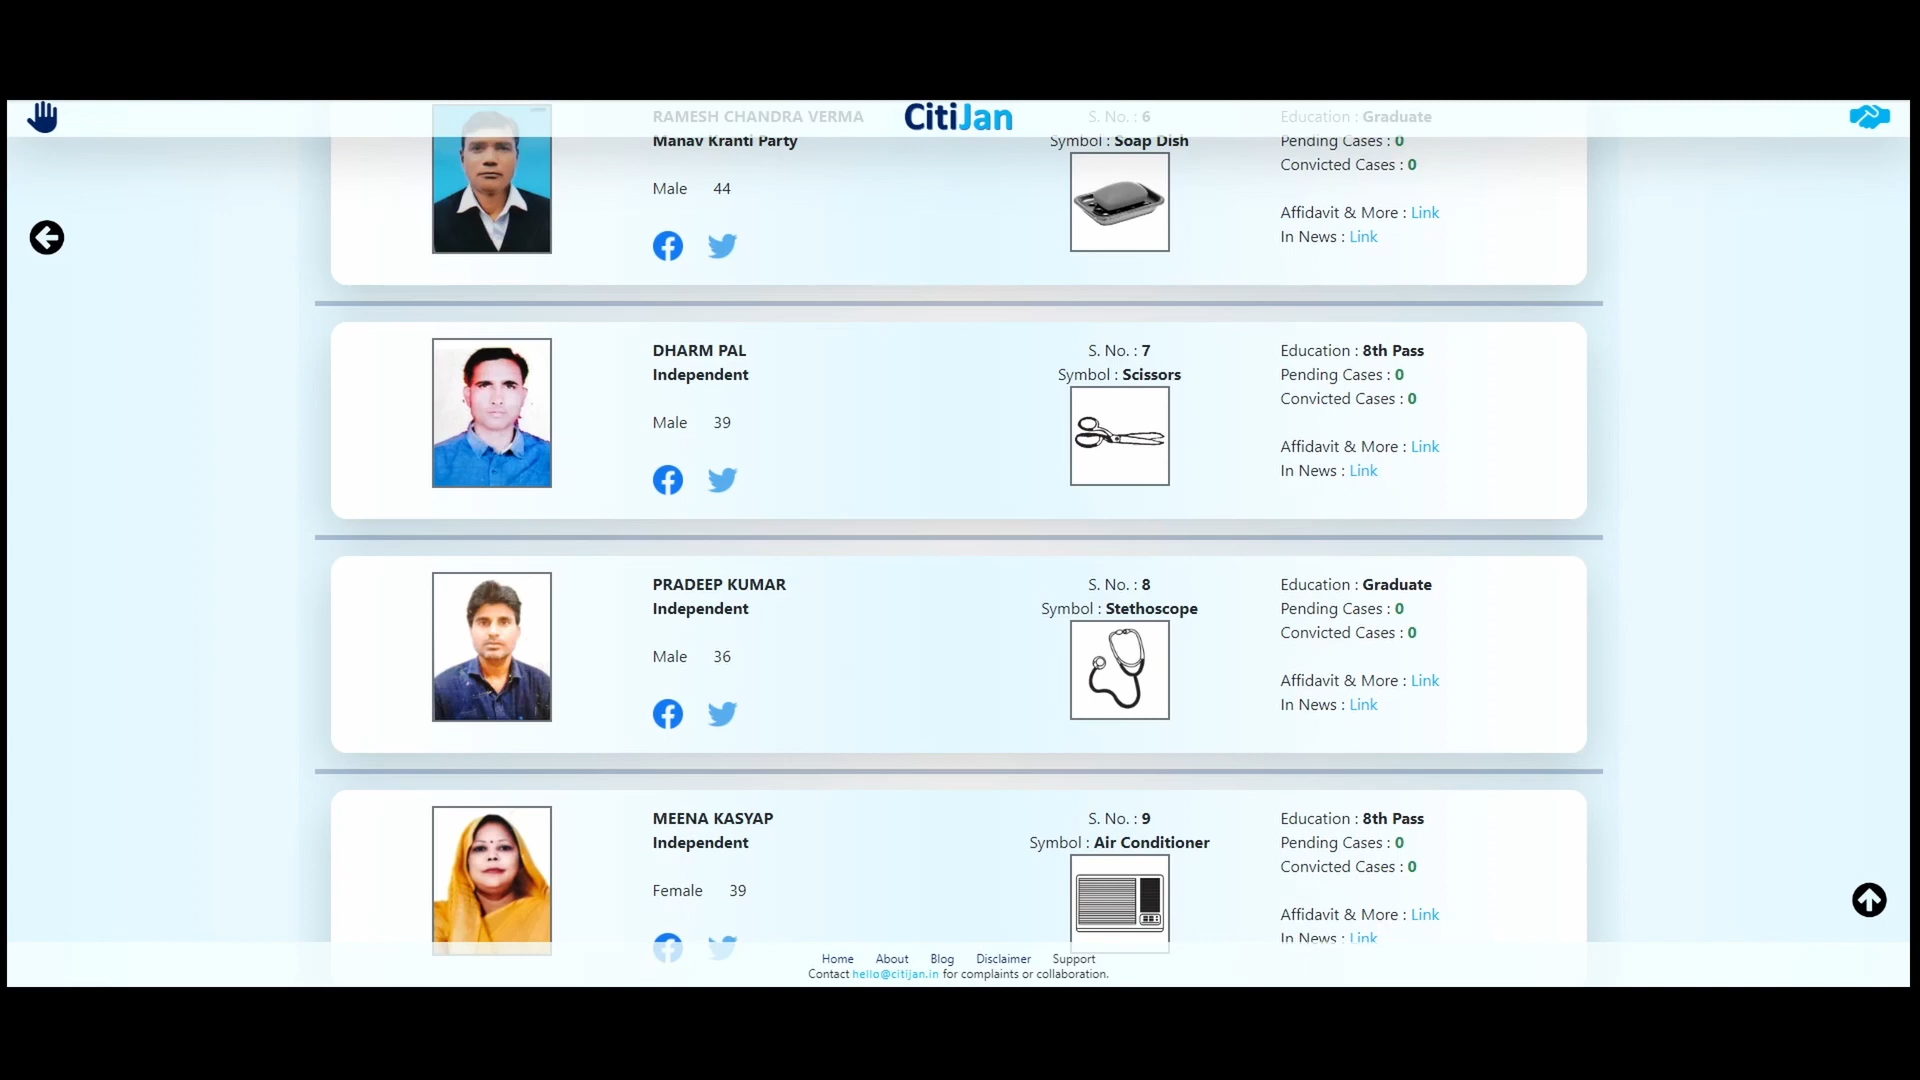 CitiJan
RAMESH CHANDRA VERMA
Manav Kranti Party
Male 44
S. No. : 6
Symbol : Soap Dish
Education : Graduate
Pending Cases : 0
Convicted Cases : 0
Affidavit & More : Link
In News : Link
DHARM PAL
Independent
Male 39
S. No. : 7
Symbol : Scissors
Education : 8th Pass
Pending Cases : 0
Convicted Cases : 0
Affidavit & More : Link
In News : Link
PRADEEP KUMAR
Independent
Male 36
S. No. : 8
Symbol : Stethoscope
Education : Graduate
Pending Cases : 0
Convicted Cases : 0
Affidavit & More : Link
In News : Link
MEENA KASYAP
Independent
Female 39
S. No. : 9
Symbol : Air Conditioner
Education : 8th Pass
Pending Cases : 0
Convicted Cases : 0
Affidavit & More : Link
In News : Link
Home About Blog Disclaimer Support
Contact hello@citijan.in for complaints or collaboration.